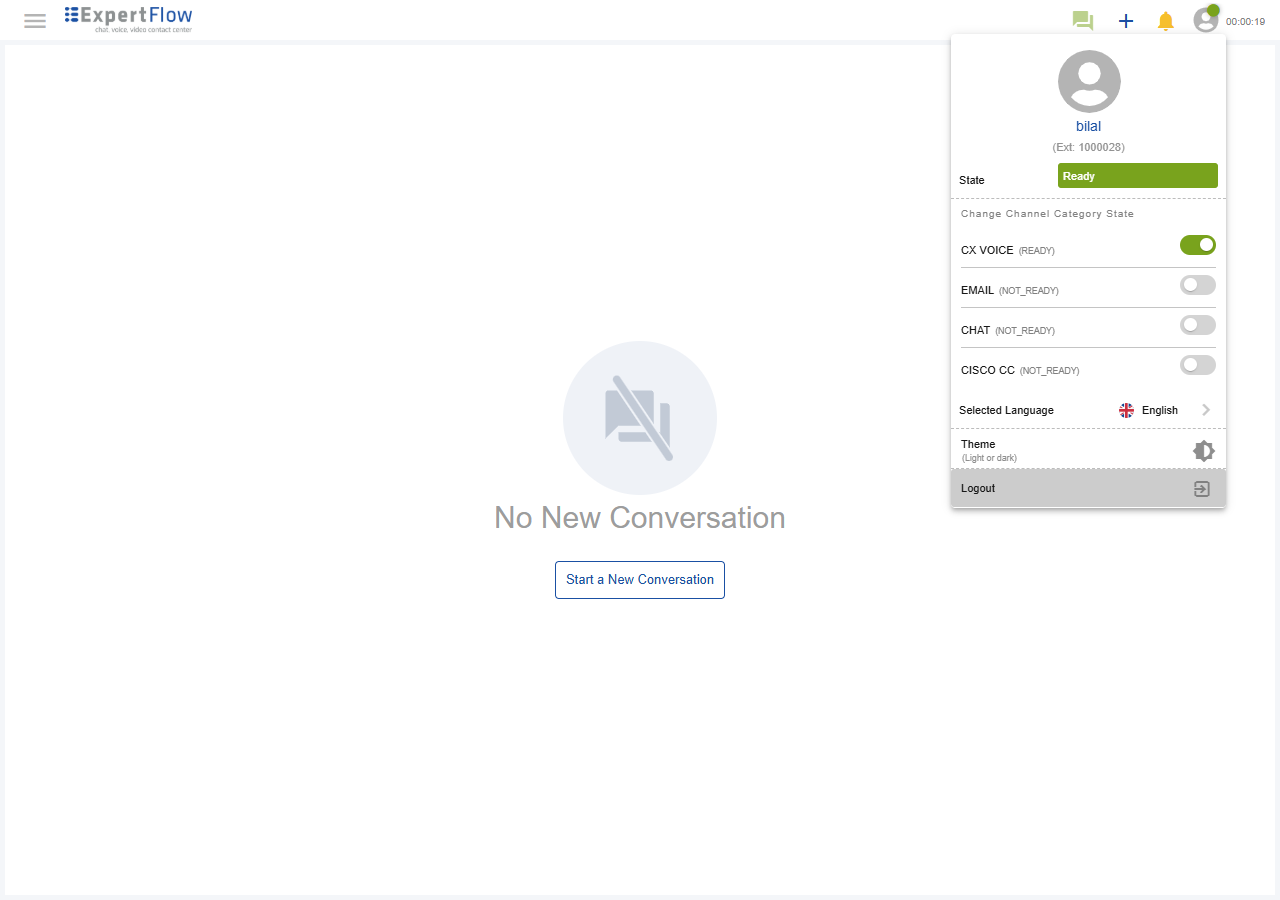 ExpertFlow
chat, voice, video contact center
00:00:19
bilal
(Ext: 1000028)
State Ready
Change Channel Category State
CX VOICE (READY)
EMAIL (NOT_READY)
CHAT (NOT_READY)
CISCO CC (NOT_READY)
Selected Language English
Theme
(Light or dark)
Logout
No New Conversation
Start a New Conversation